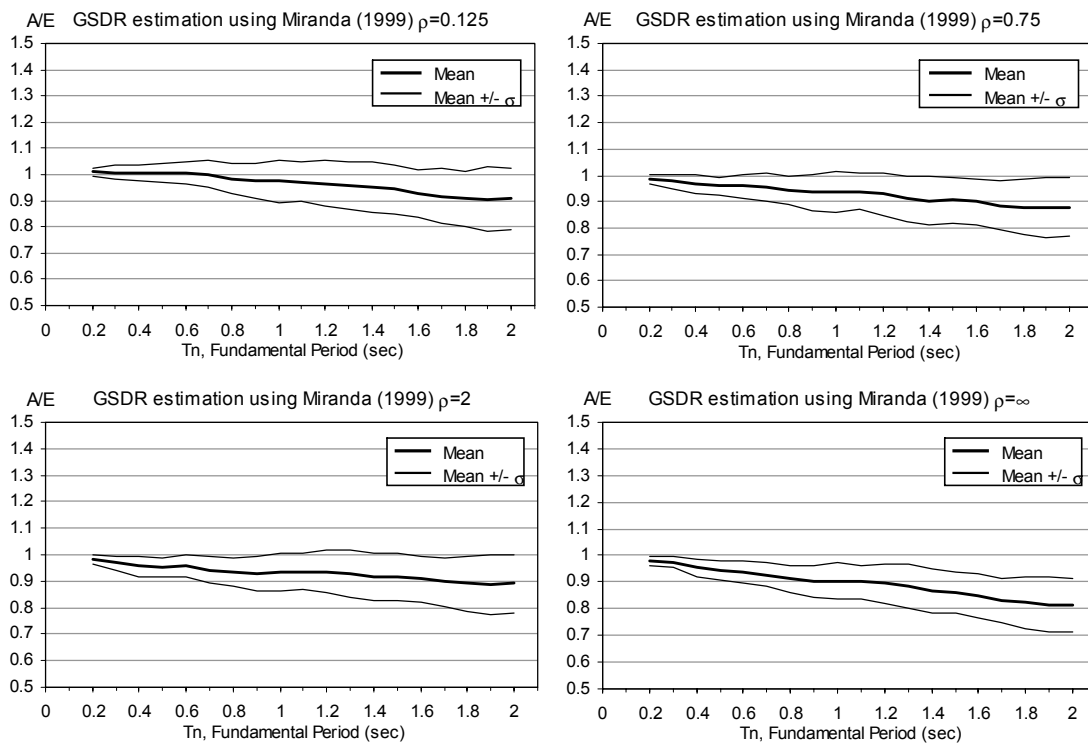 A/E GSDR estimation using Miranda (1999) ρ=0.125
1.5
1.4
1.3
1.2
1.1
1
0.9
0.8
0.7
0.6
0.5
Mean
Mean +/- σ
0 0.2 0.4 0.6 0.8 1 1.2 1.4 1.6 1.8 2
Tn, Fundamental Period (sec)
A/E GSDR estimation using Miranda (1999) ρ=0.75
1.5
1.4
1.3
1.2
1.1
1
0.9
0.8
0.7
0.6
0.5
Mean
Mean +/- σ
0 0.2 0.4 0.6 0.8 1 1.2 1.4 1.6 1.8 2
Tn, Fundamental Period (sec)
A/E GSDR estimation using Miranda (1999) ρ=2
1.5
1.4
1.3
1.2
1.1
1
0.9
0.8
0.7
0.6
0.5
Mean
Mean +/- σ
0 0.2 0.4 0.6 0.8 1 1.2 1.4 1.6 1.8 2
Tn, Fundamental Period (sec)
A/E GSDR estimation using Miranda (1999) ρ=∞
1.5
1.4
1.3
1.2
1.1
1
0.9
0.8
0.7
0.6
0.5
Mean
Mean +/- σ
0 0.2 0.4 0.6 0.8 1 1.2 1.4 1.6 1.8 2
Tn, Fundamental Period (sec)